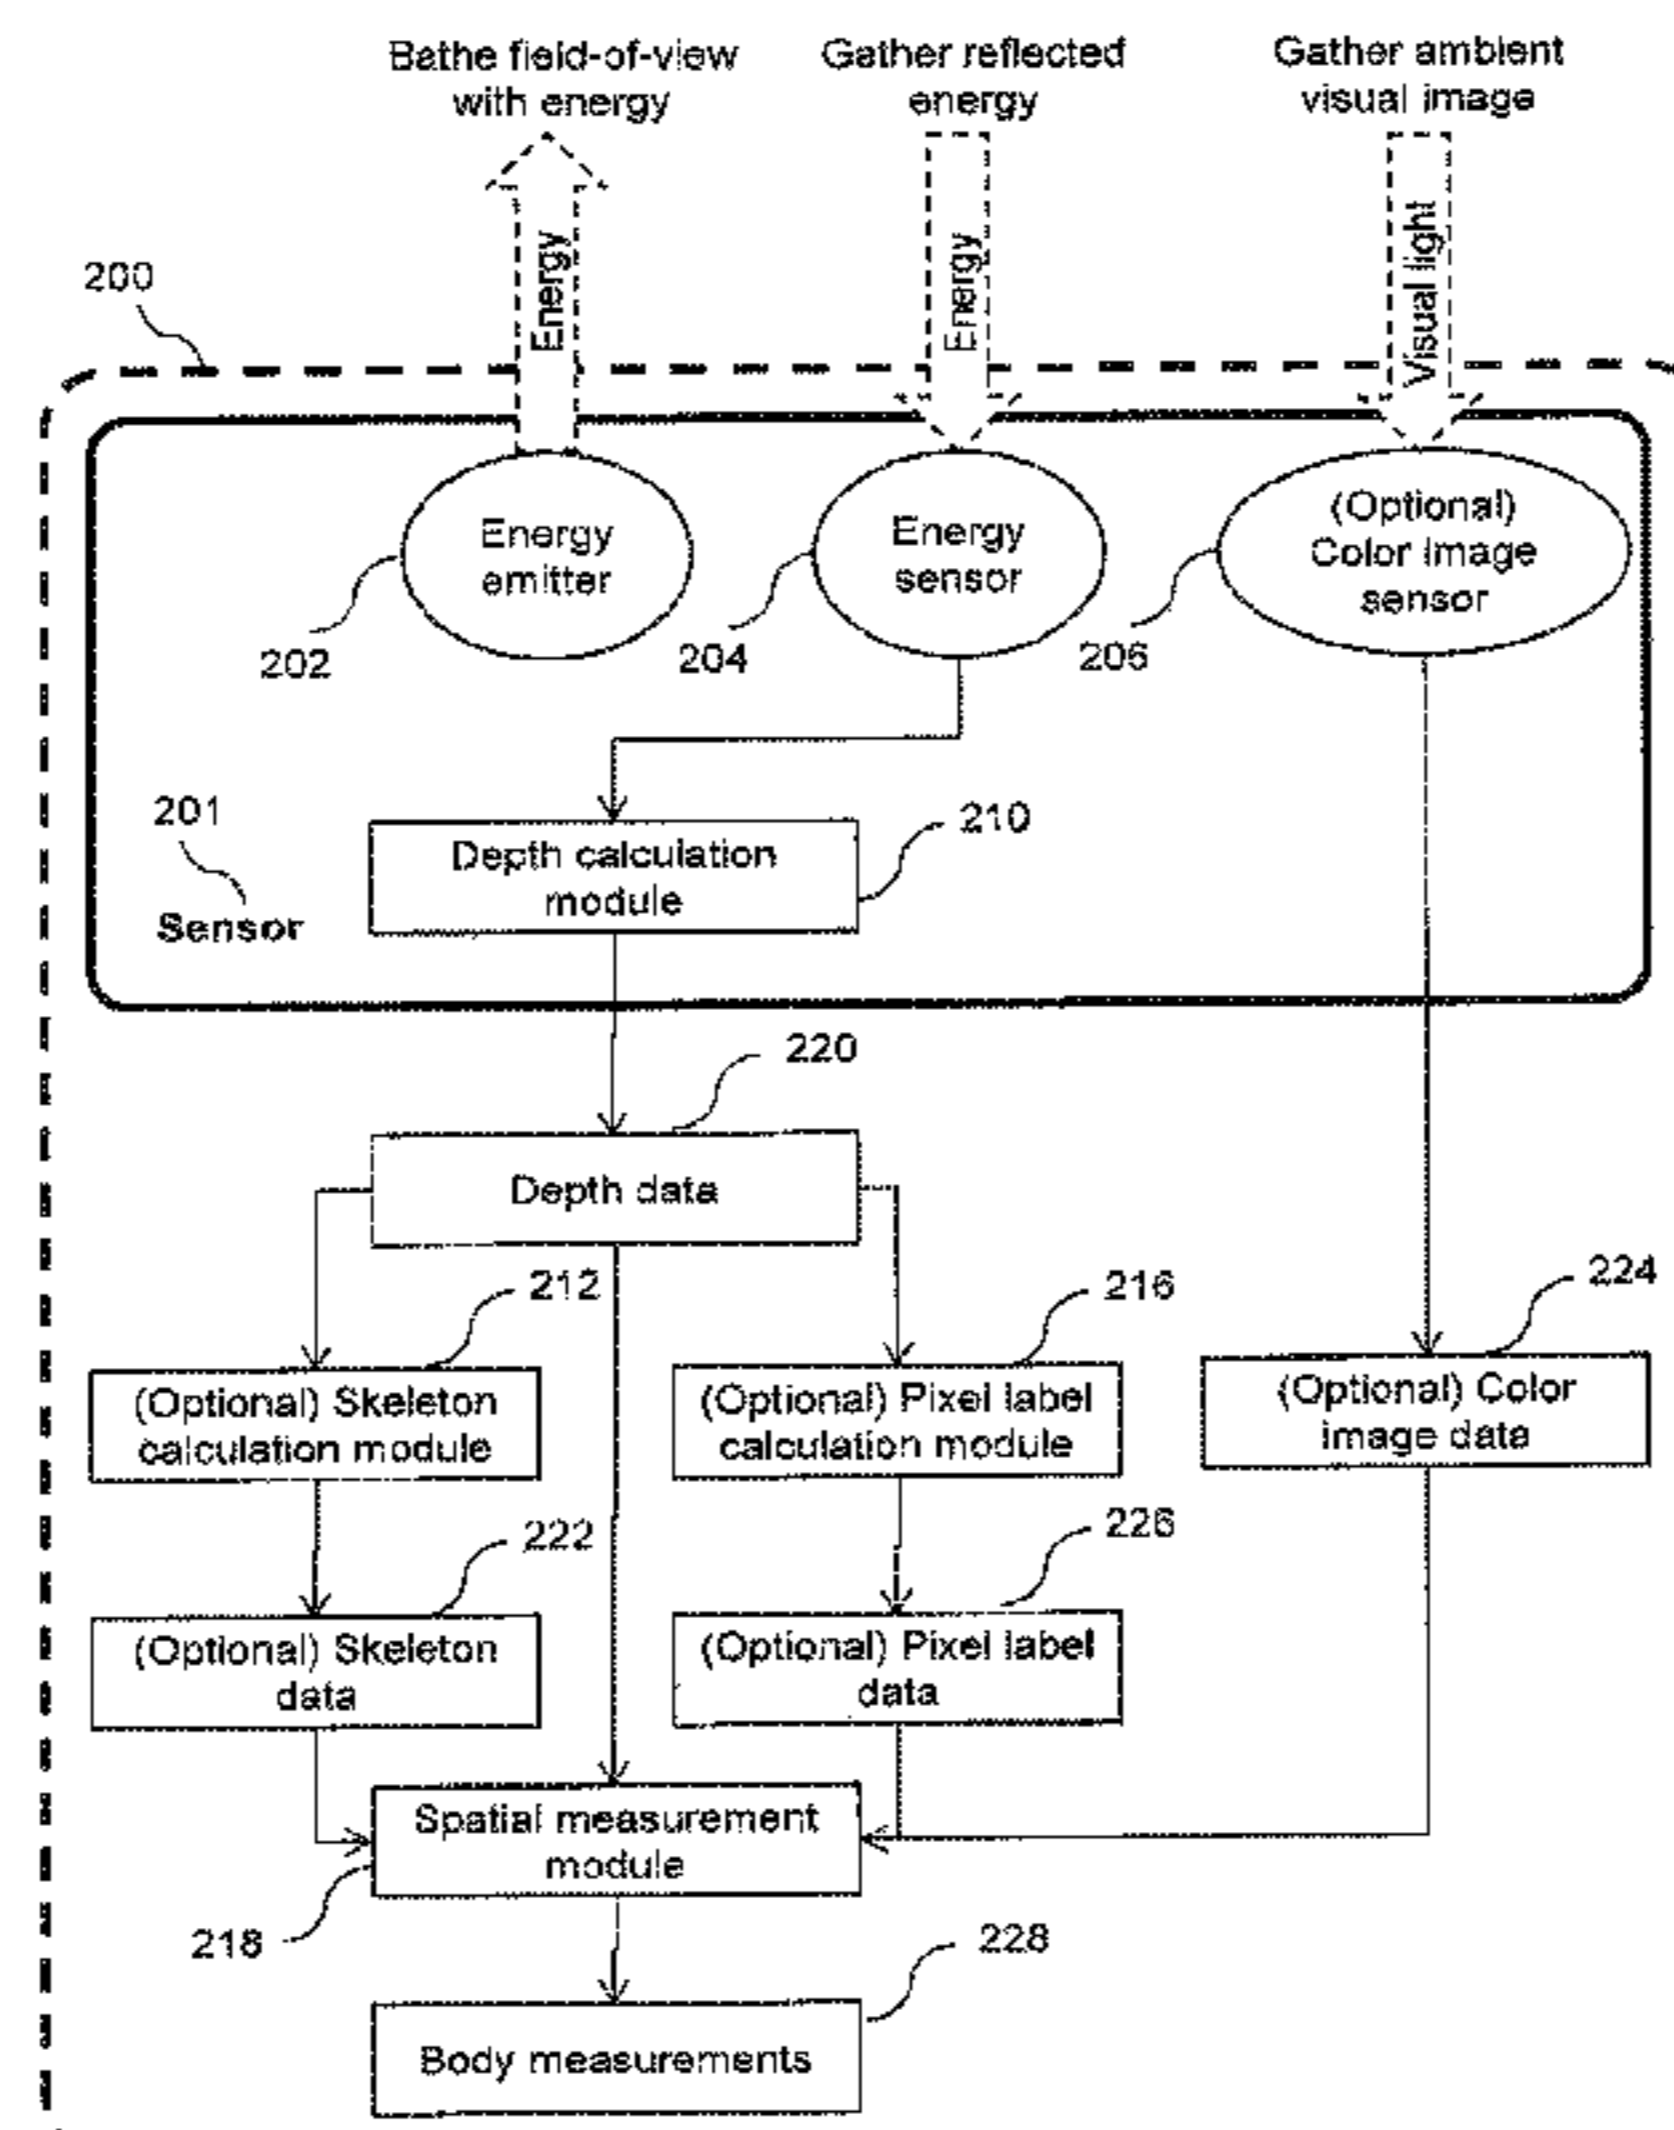 Bathe field-of-view
with energy
Gather reflected
energy
Gather ambient
visual image
Energy
Energy
Visual light
200
Energy
emitter
202
Energy
sensor
204
(Optional)
Color Image
sensor
206
201
Sensor
Depth calculation
module
210
220
Depth data
212
(Optional) Skeleton
calculation module
216
(Optional) Pixel label
calculation module
224
(Optional) Color
image data
222
(Optional) Skeleton
data
226
(Optional) Pixel label
data
Spatial measurement
module
218
228
Body measurements